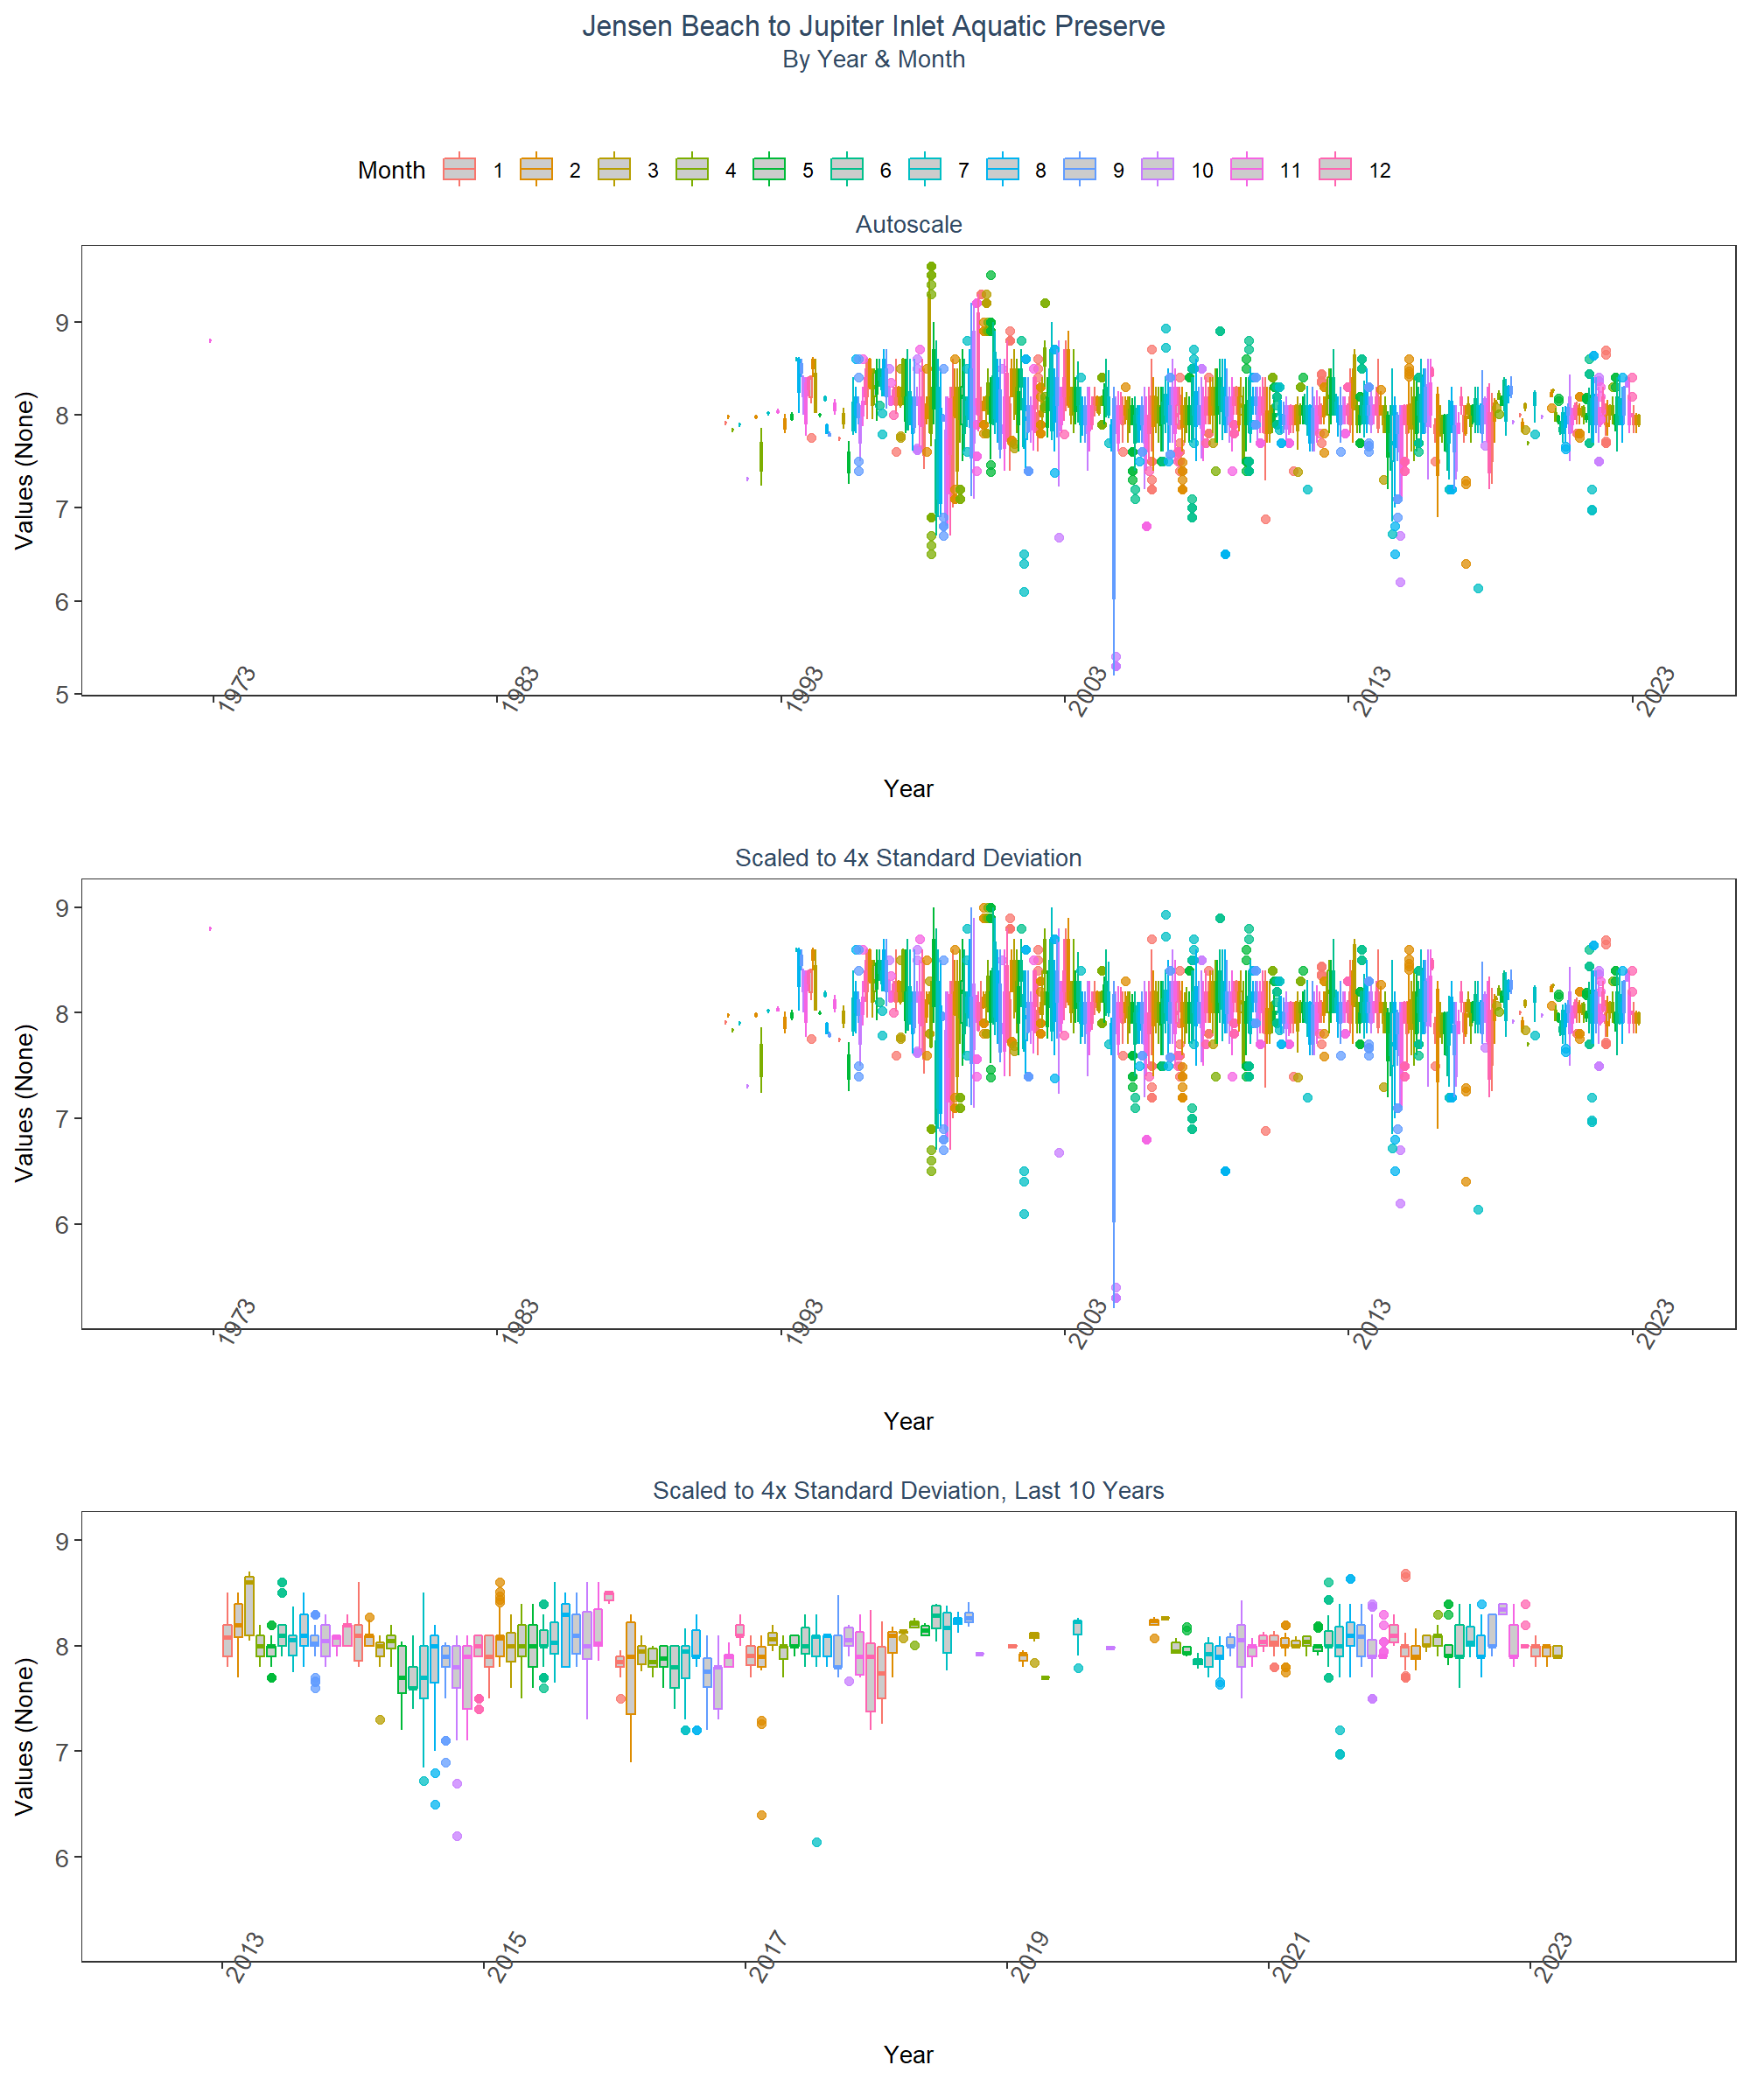 Jensen Beach to Jupiter Inlet Aquatic Preserve
By Year & Month
Month 1 2 3 4 5 6 7 8 9 10 11 12
Autoscale
Values (None)
9
8
7
6
5
1973 1983 1993 2003 2013 2023
Year
Scaled to 4x Standard Deviation
Values (None)
9
8
7
6
1973 1983 1993 2003 2013 2023
Year
Scaled to 4x Standard Deviation, Last 10 Years
Values (None)
9
8
7
6
2013 2015 2017 2019 2021 2023
Year